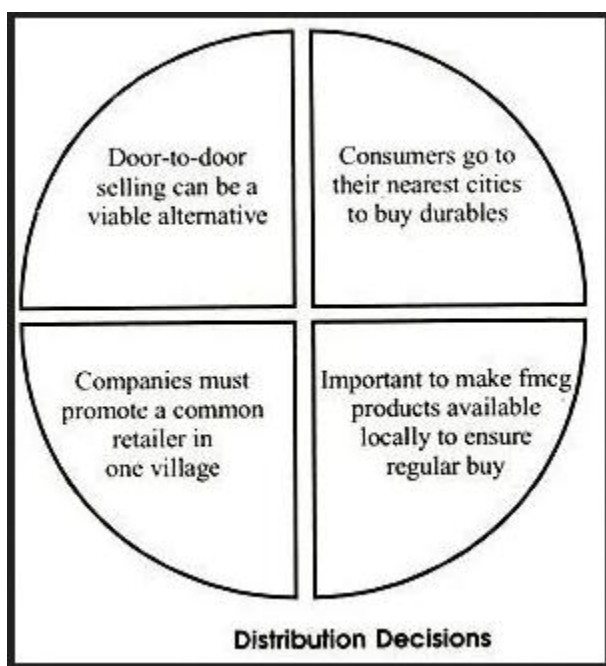 Door-to-door
selling can be a
viable alternative
Consumers go to
their nearest cities
to buy durables
Companies must
promote a common
retailer in
one village
Important to make fmcg
products available
locally to ensure
regular buy
Distribution Decisions